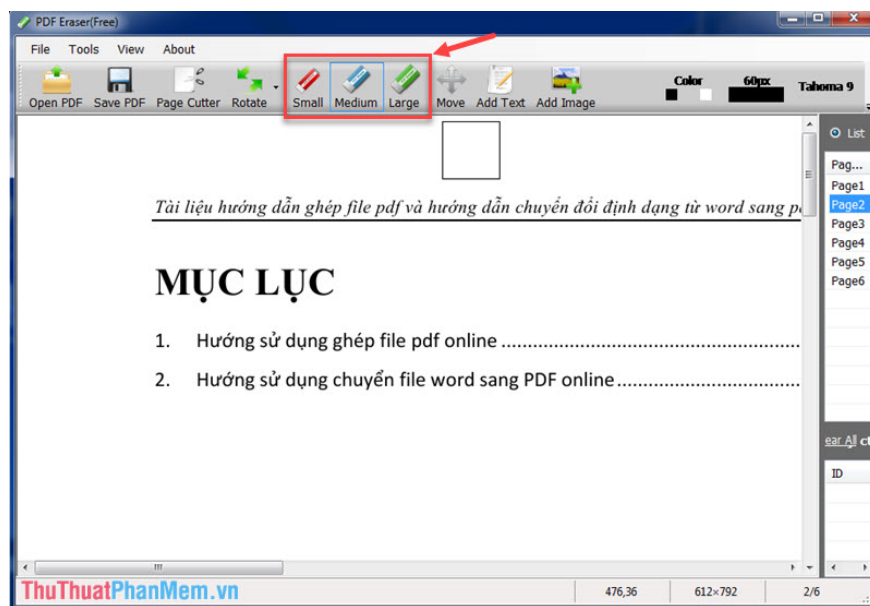 PDF Eraser(Free)
File Tools View About
Open PDF Save PDF Page Cutter Rotate Small Medium Large Move Add Text Add Image Color 60px Tahoma 9
List
Tài liệu hướng dẫn ghép file pdf và hướng dẫn chuyển đổi định dạng từ word sang
Pag...
Page1
Page2
Page3
Page4
Page5
Page6
MỤC LỤC
1. Hướng sử dụng ghép file pdf online ................................................
2. Hướng sử dụng chuyển file word sang PDF online ..............................
ear All
ID
ThuThuatPhanMem.vn
476,36 612×792 2/6